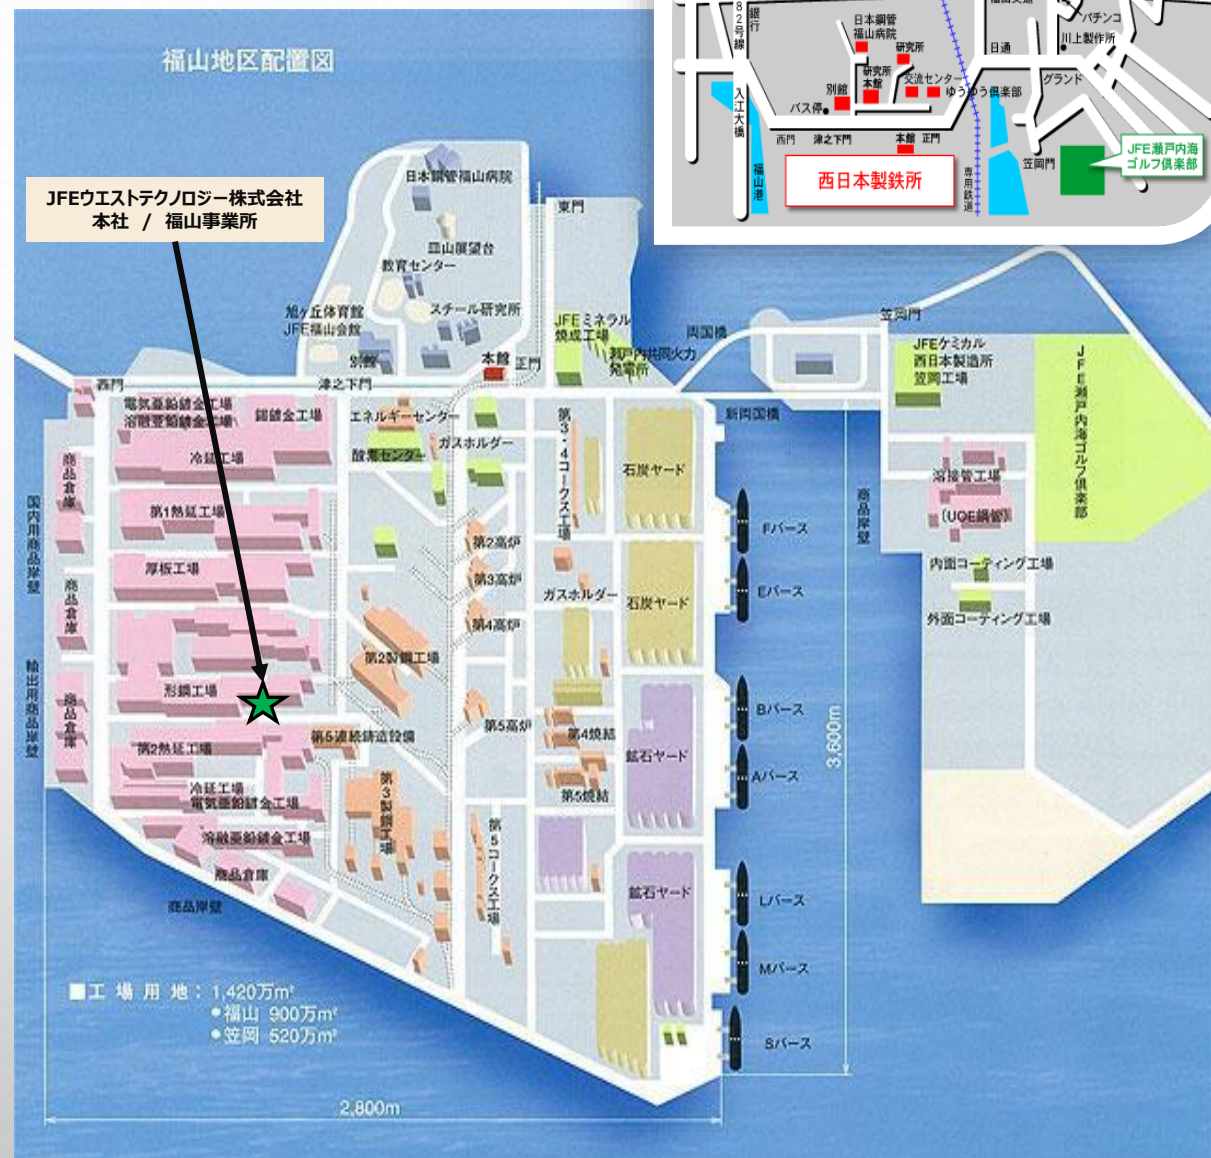 福山地区配置図
JFEウエストテクノロジー株式会社
本社 / 福山事業所
82号線
銀行
日本鋼管
福山病院
研究所
研究所
本館
交流センター
ゆうゆう倶楽部
別館
バス停
入江大橋
西門
津之下門
本館
正門
日通
パチンコ
川上製作所
グランド
笠岡門
専用鉄道
福山港
西日本製鉄所
JFE瀬戸内海
ゴルフ倶楽部
日本鋼管福山病院
東門
皿山展望台
教育センター
旭ヶ丘体育館
JFE福山会館
スチール研究所
別館
本館
正門
JFEミネラル
焼成工場
瀬戸内共同火力
発電所
両国橋
笠岡門
JFEケミカル
西日本製造所
笠岡工場
JFE瀬戸内海ゴルフ倶楽部
西門
津之下門
新両国橋
電気亜鉛鍍金工場
溶融亜鉛鍍金工場
錫鍍金工場
冷延工場
エネルギーセンター
酸素センター
ガスホルダー
第3・4コークス工場
石炭ヤード
商品倉庫
国内用商品岸壁
第1熱延工場
第2高炉
Fバース
商品岸壁
溶接管工場
(UOE鋼管)
厚板工場
商品倉庫
第3高炉
ガスホルダー
石炭ヤード
Eバース
内面コーティング工場
外面コーティング工場
第4高炉
第2製鋼工場
輸出用商品岸壁
形鋼工場
商品倉庫
第5高炉
第4焼結
Bバース
3,600m
第5連続鋳造設備
第2熱延工場
鉱石ヤード
Aバース
第5焼結
冷延工場
電気亜鉛鍍金工場
第3製鋼工場
溶融亜鉛鍍金工場
第5コークス工場
商品倉庫
商品岸壁
鉱石ヤード
Lバース
Mバース
Sバース
■工場用地：1,420万m²
●福山 900万m²
●笠岡 520万m²
2,800m